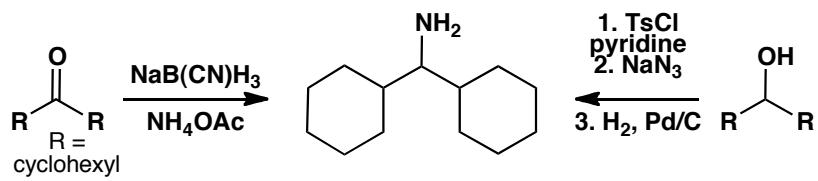 O
R R
R =
cyclohexyl
NaB(CN)H₃
NH₄OAc
NH₂
1. TsCl
pyridine
2. NaN₃
3. H₂, Pd/C
OH
R R